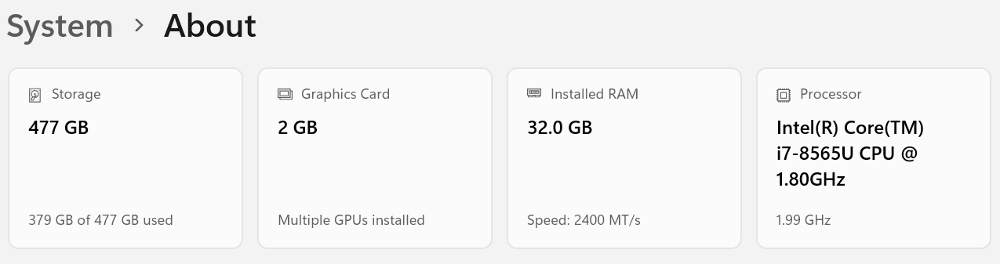 System > About
Storage
477 GB
379 GB of 477 GB used
Graphics Card
2 GB
Multiple GPUs installed
Installed RAM
32.0 GB
Speed: 2400 MT/s
Processor
Intel(R) Core(TM)
i7-8565U CPU @
1.80GHz
1.99 GHz